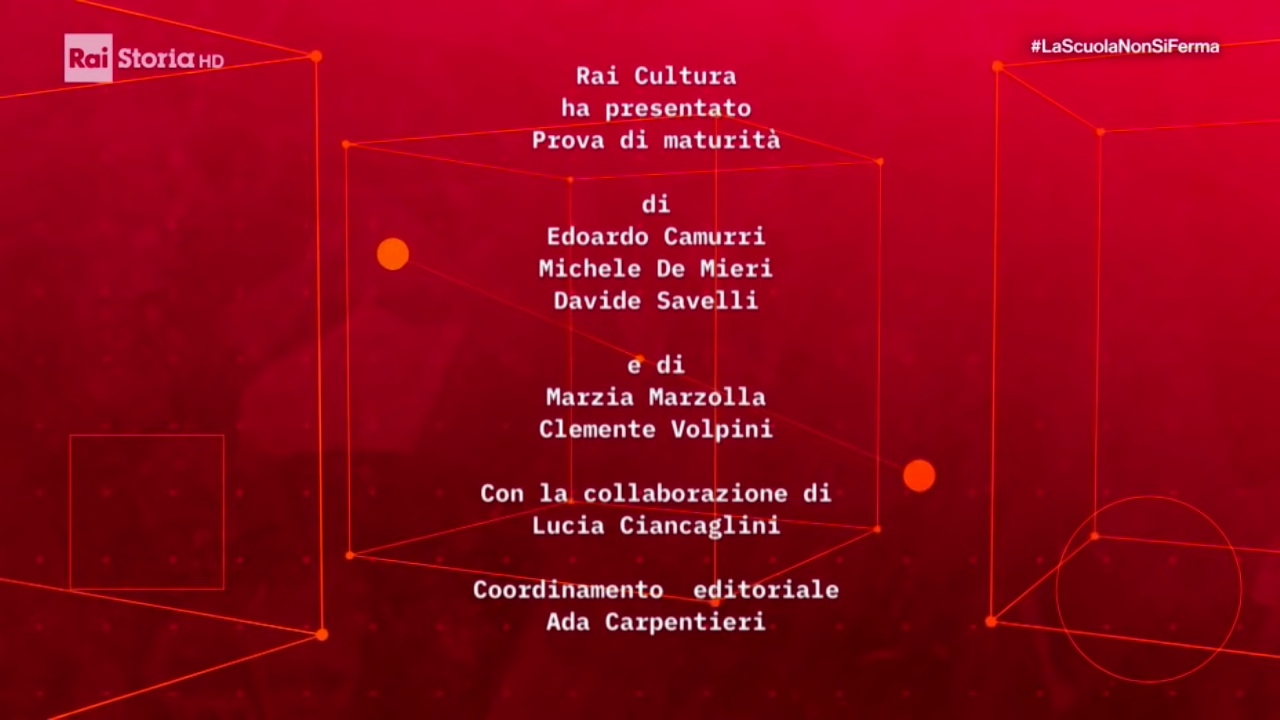 Rai Storia HD
#LaScuolaNonSiFerma
Rai Cultura
ha presentato
Prova di maturità
di
Edoardo Camurri
Michele De Mieri
Davide Savelli
e di
Marzia Marzolla
Clemente Volpini
Con la collaborazione di
Lucia Ciancaglini
Coordinamento editoriale
Ada Carpentieri